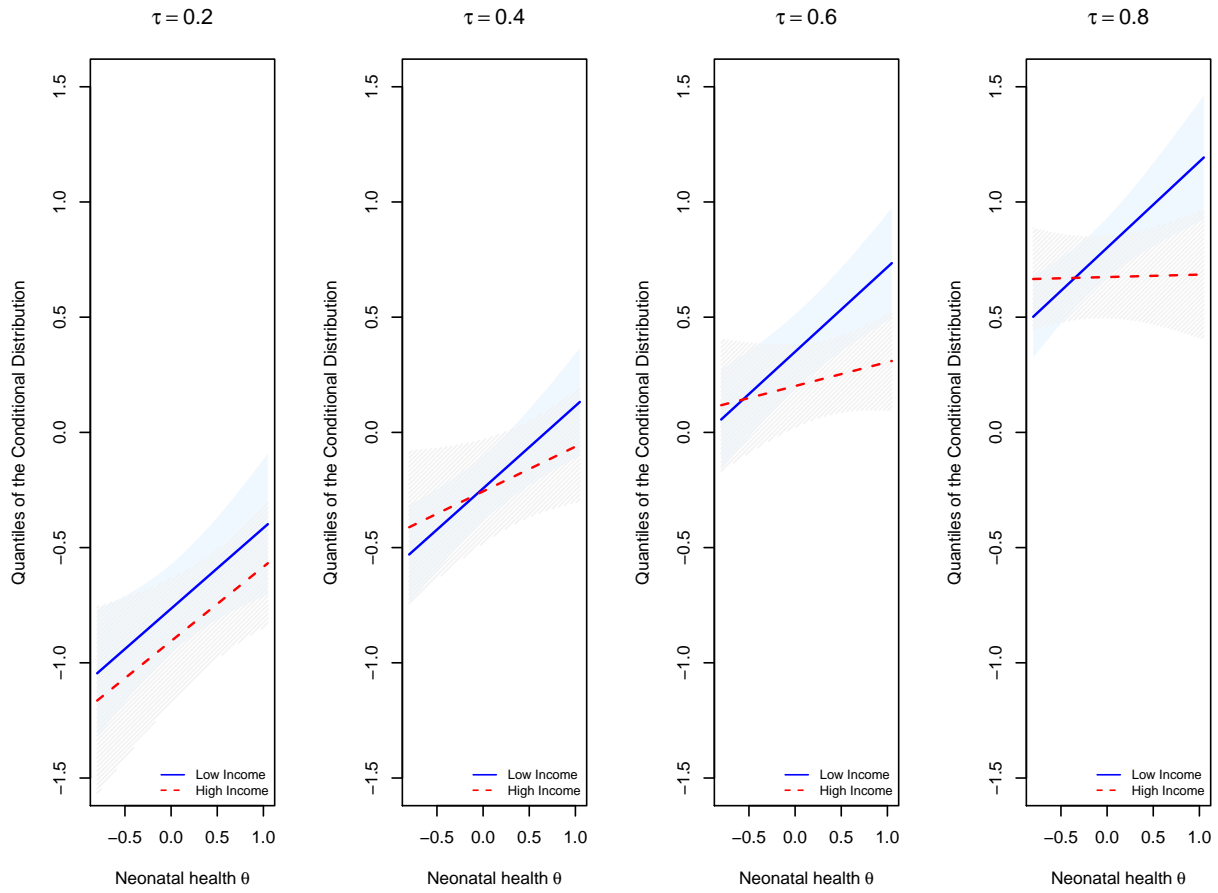 τ = 0.2
Quantiles of the Conditional Distribution
1.5
1.0
0.5
0.0
−0.5
−1.0
−1.5
Low Income
High Income
−0.5 0.0 0.5 1.0
Neonatal health θ
τ = 0.4
Quantiles of the Conditional Distribution
1.5
1.0
0.5
0.0
−0.5
−1.0
−1.5
Low Income
High Income
−0.5 0.0 0.5 1.0
Neonatal health θ
τ = 0.6
Quantiles of the Conditional Distribution
1.5
1.0
0.5
0.0
−0.5
−1.0
−1.5
Low Income
High Income
−0.5 0.0 0.5 1.0
Neonatal health θ
τ = 0.8
Quantiles of the Conditional Distribution
1.5
1.0
0.5
0.0
−0.5
−1.0
−1.5
Low Income
High Income
−0.5 0.0 0.5 1.0
Neonatal health θ